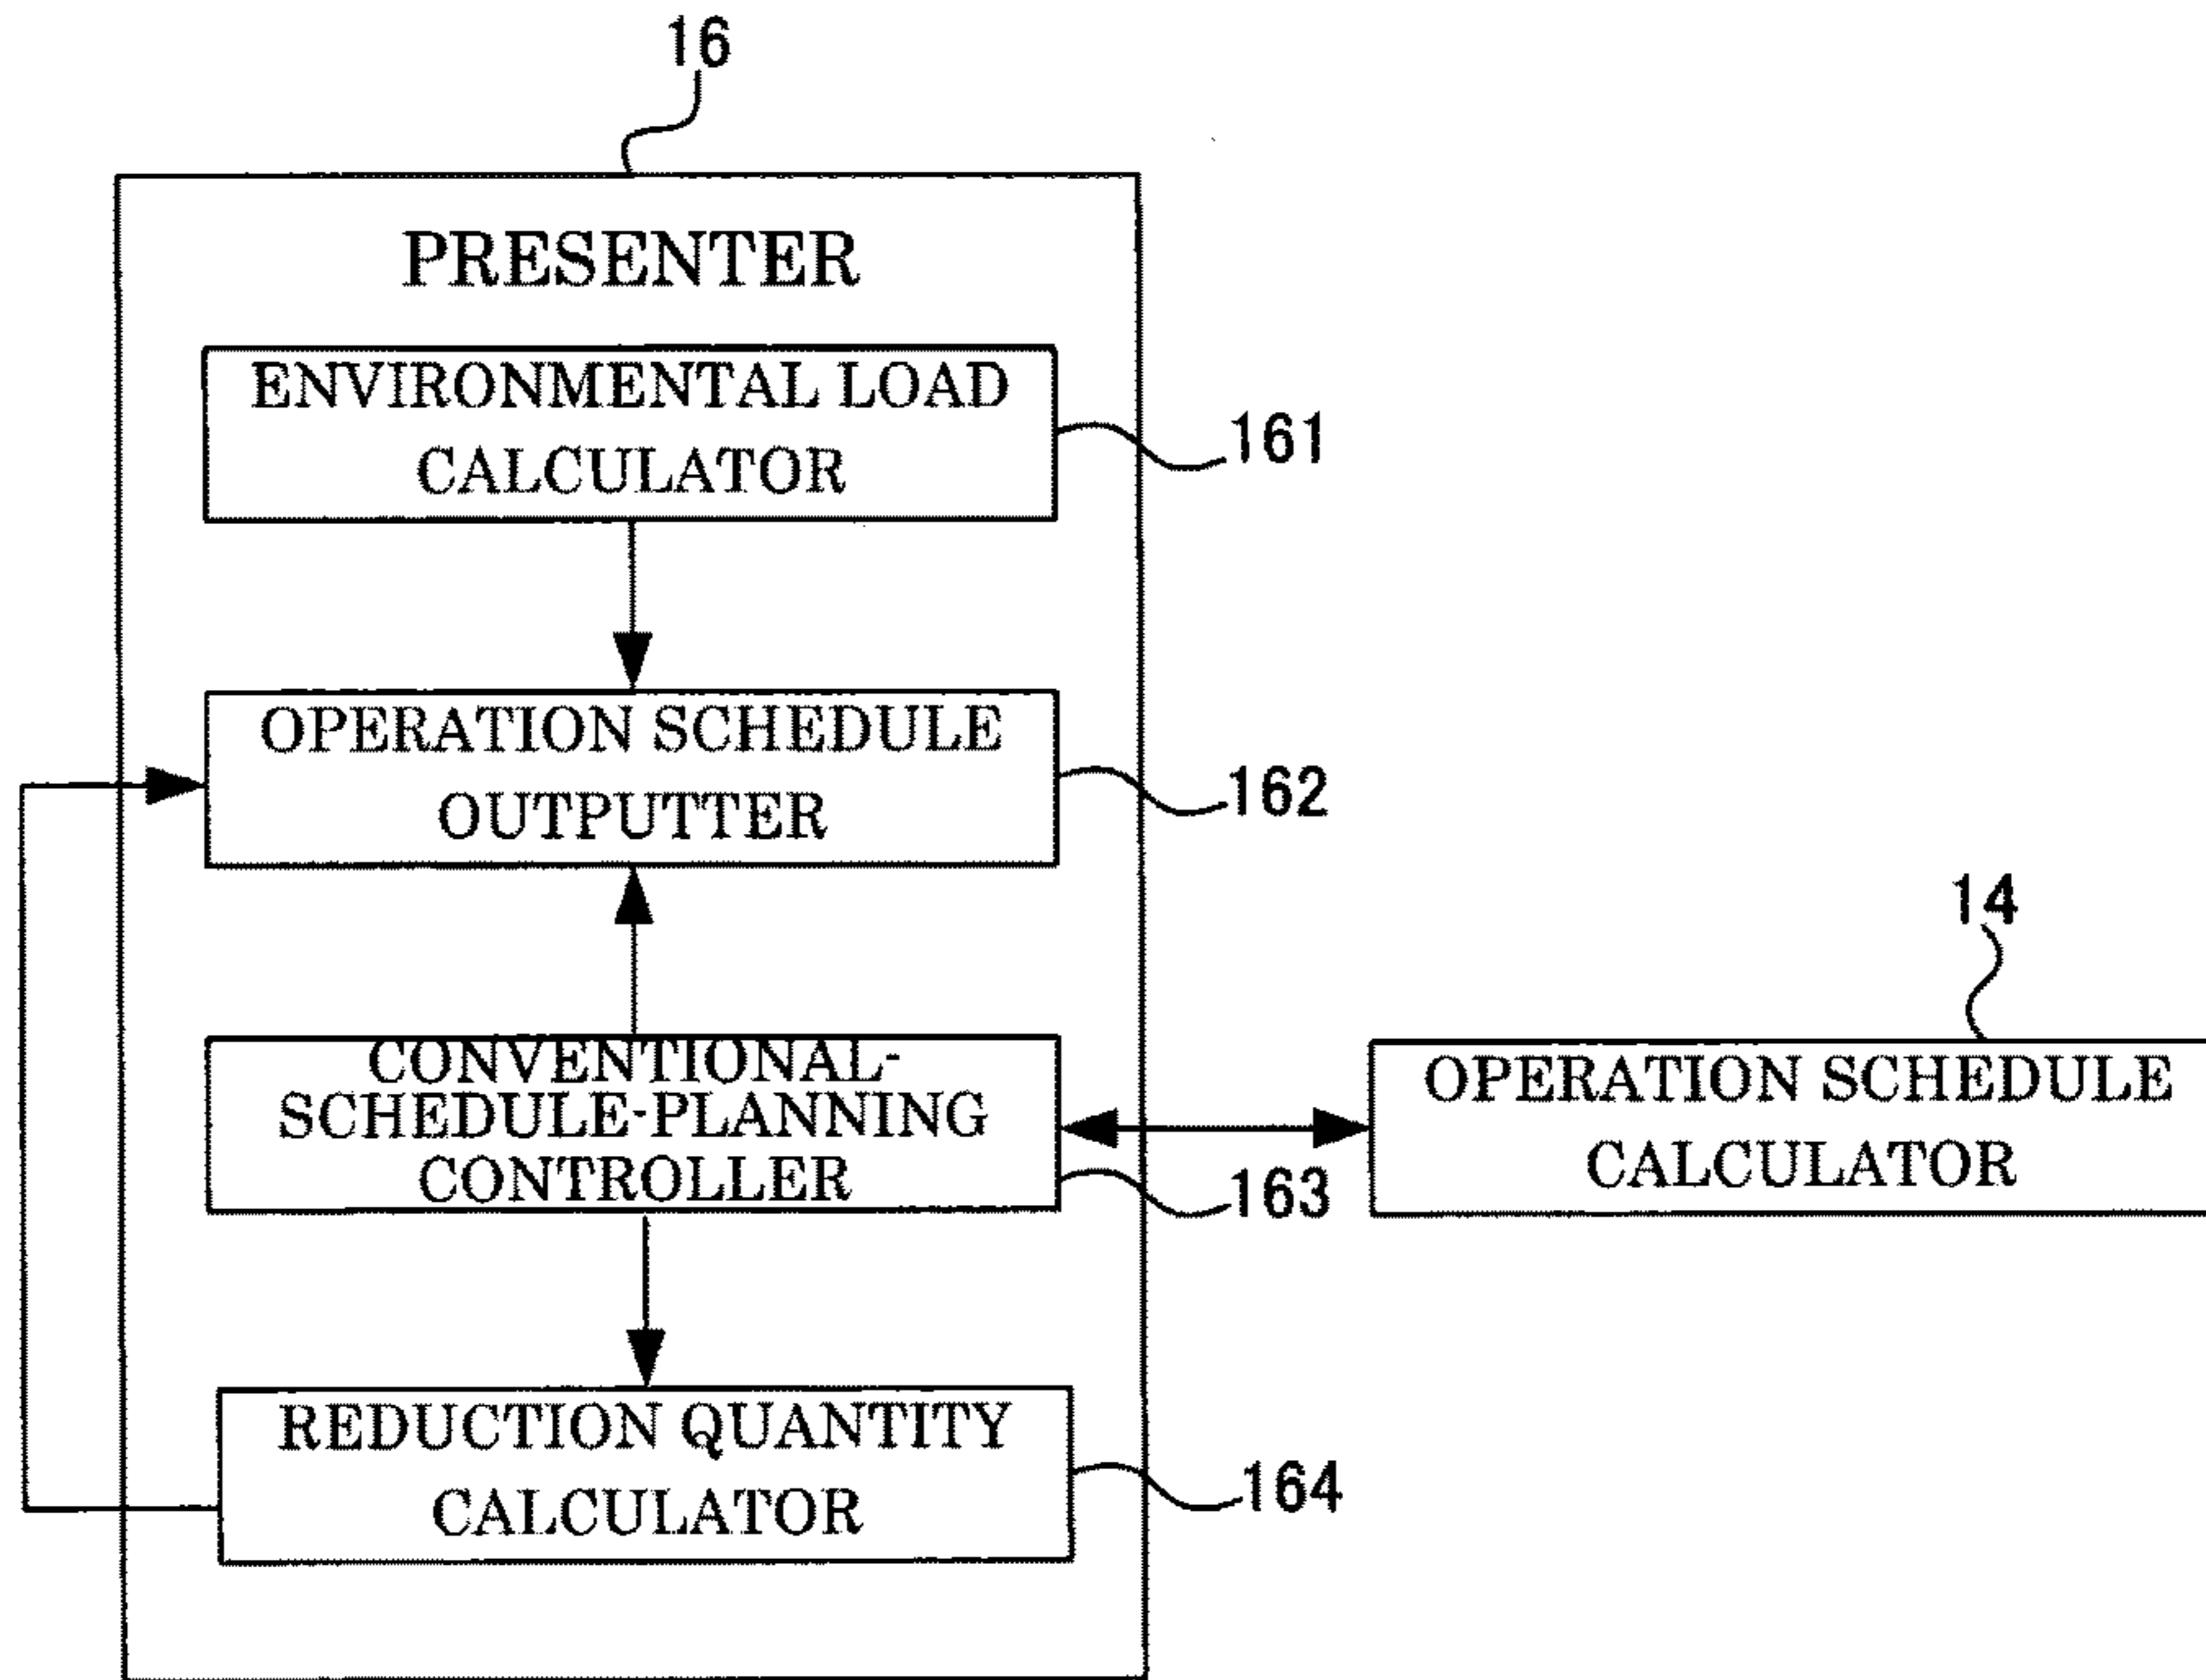 16
PRESENTER
ENVIRONMENTAL LOAD
CALCULATOR
161
OPERATION SCHEDULE
OUTPUTTER
162
CONVENTIONAL-
SCHEDULE-PLANNING
CONTROLLER
163
14
OPERATION SCHEDULE
CALCULATOR
REDUCTION QUANTITY
CALCULATOR
164